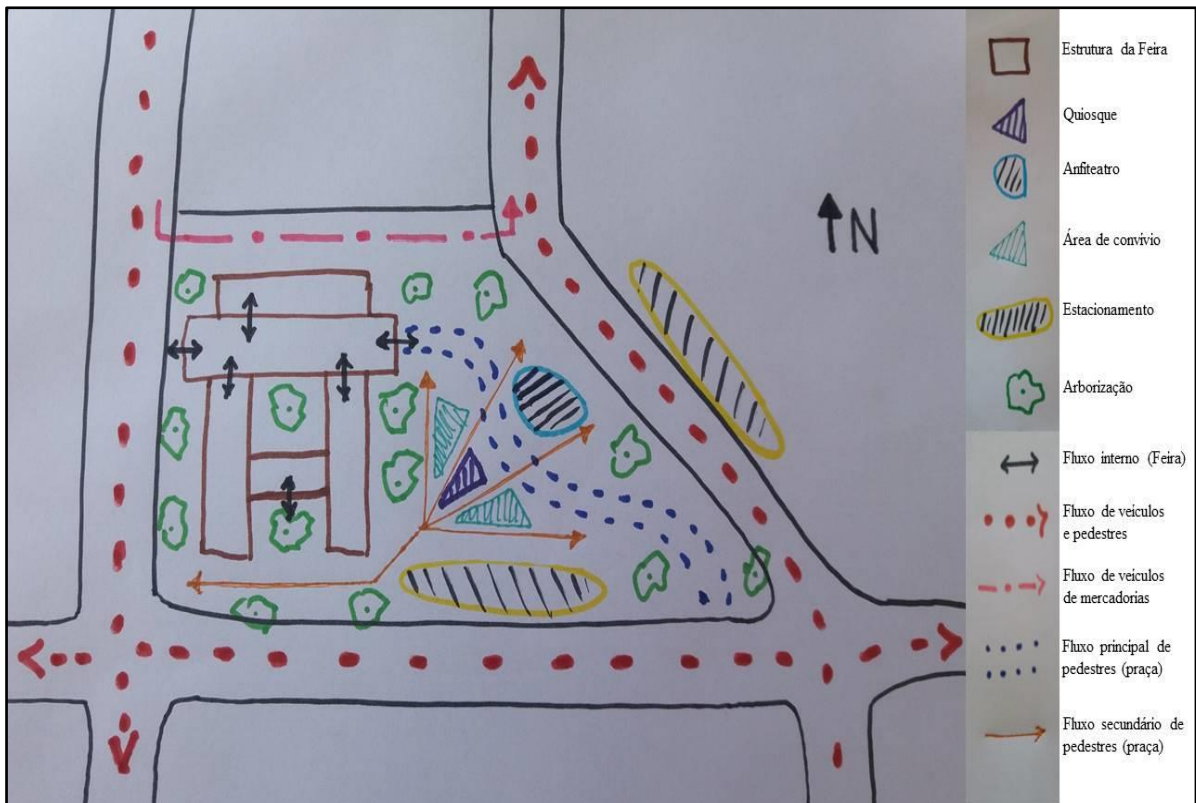 N
Estrutura da Feira
Quiosque
Anfiteatro
Área de convívio
Estacionamento
Arborização
Fluxo interno (Feira)
Fluxo de veículos
e pedestres
Fluxo de veículos
de mercadorias
Fluxo principal de
pedestres (praça)
Fluxo secundário de
pedestres (praça)